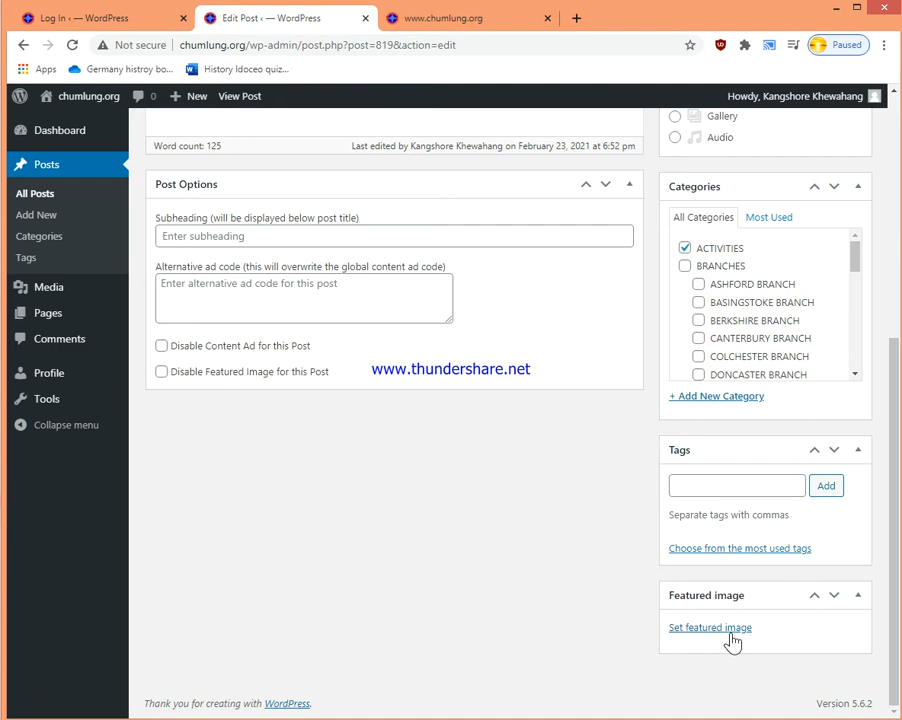 Log In ‹ — WordPress
Edit Post ‹ — WordPress
www.chumlung.org
Not secure
chumlung.org/wp-admin/post.php?post=819&action=edit
Paused
Apps
Germany histroy bo...
History Idoceo quiz...
chumlung.org
0
New
View Post
Howdy, Kangshore Khewahang
Dashboard
Posts
All Posts
Add New
Categories
Tags
Media
Pages
Comments
Profile
Tools
Collapse menu
Word count: 125
Last edited by Kangshore Khewahang on February 23, 2021 at 6:52 pm
Post Options
Subheading (will be displayed below post title)
Enter subheading
Alternative ad code (this will overwrite the global content ad code)
Enter alternative ad code for this post
Disable Content Ad for this Post
Disable Featured Image for this Post
www.thundershare.net
Gallery
Audio
Categories
All Categories
Most Used
ACTIVITIES
BRANCHES
ASHFORD BRANCH
BASINGSTOKE BRANCH
BERKSHIRE BRANCH
CANTERBURY BRANCH
COLCHESTER BRANCH
DONCASTER BRANCH
+ Add New Category
Tags
Add
Separate tags with commas
Choose from the most used tags
Featured image
Set featured image
Thank you for creating with WordPress.
Version 5.6.2